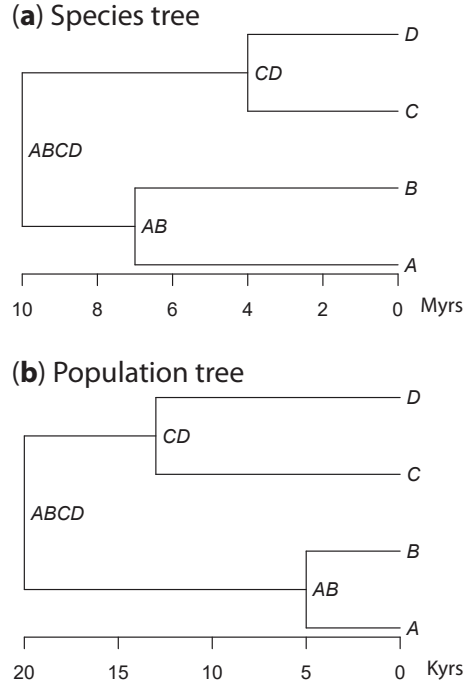 (a) Species tree
D
CD
C
ABCD
B
AB
A
10 8 6 4 2 0 Myrs
(b) Population tree
D
CD
C
ABCD
B
AB
A
20 15 10 5 0 Kyrs